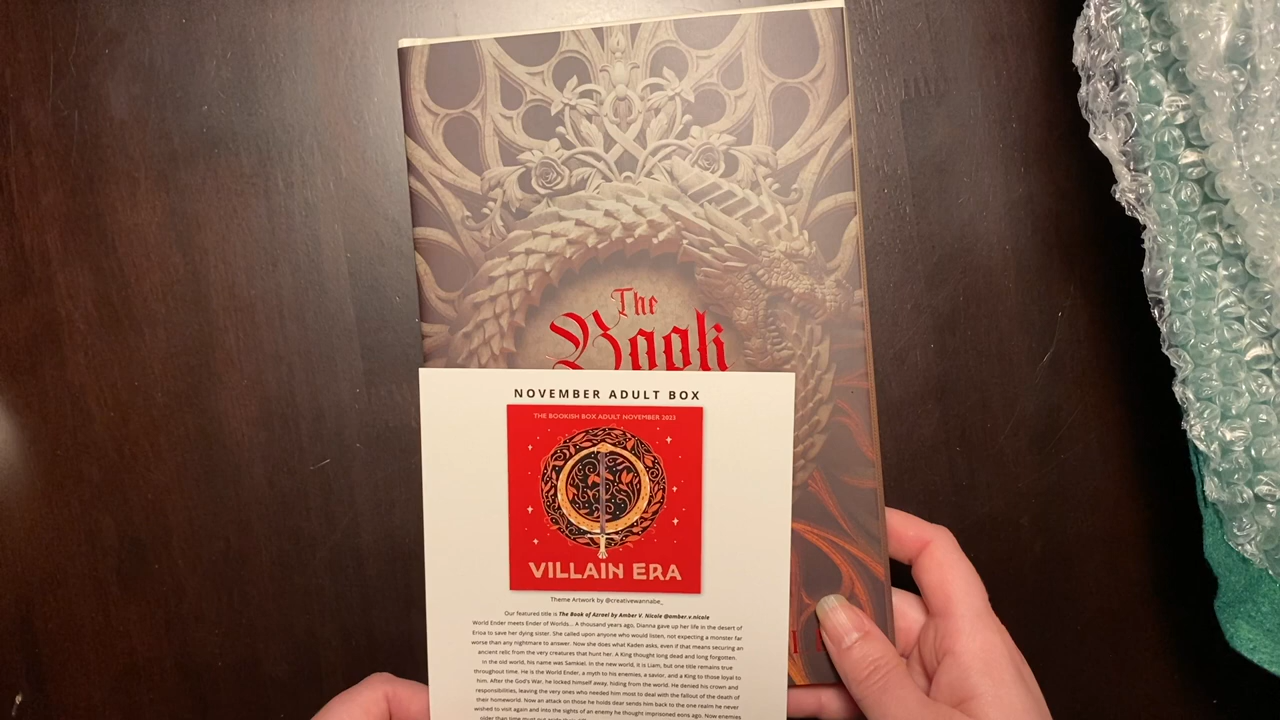 The
Book
NOVEMBER ADULT BOX
THE BOOKISH BOX ADULT NOVEMBER 2023
VILLAIN ERA
Theme Artwork by @creativewannabe_
Our featured title is The Book of Azrael by Amber V. Nicole @amber.v.nicole
World Ender meets Ender of Worlds... A thousand years ago, Dianna gave up her life in the desert of
Erioa to save her dying sister. She called upon anyone who would listen, not expecting a monster far
worse than any nightmare to answer. Now she does what Kaden asks, even if that means securing an
ancient relic from the very creatures that hunt her. A King thought long dead and long forgotten.
In the old world, his name was Samkiel. In the new world, it is Liam, but one title remains true
throughout time. He is the World Ender, a myth to his enemies, a savior, and a King to those loyal to
him. After the God's War, he locked himself away, hiding from the world. He denied his crown and
responsibilities, leaving the very ones who needed him most to deal with the fallout of the death of
their homeworld. Now an attack on those he holds dear sends him back to the one realm he never
wished to visit again and into the sights of an enemy he thought imprisoned eons ago. Now enemies
older than time must